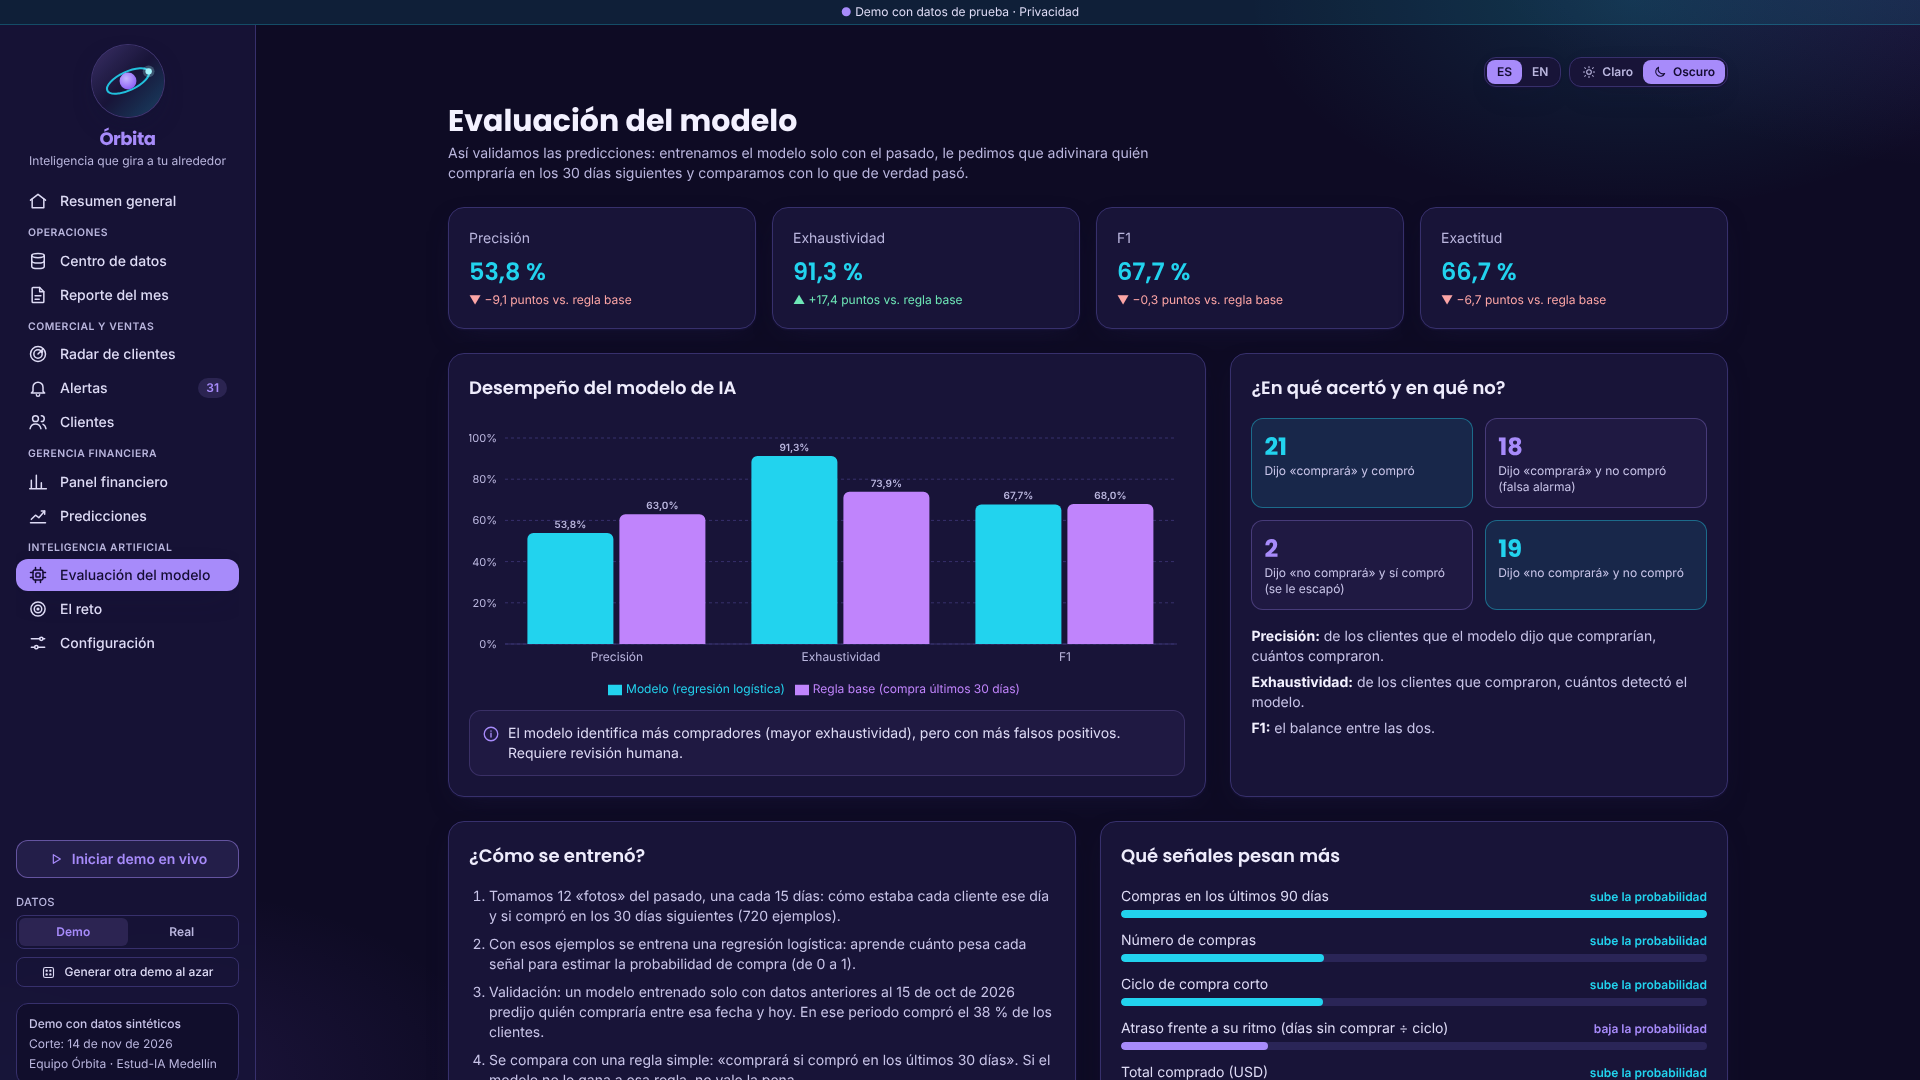 Demo con datos de prueba · Privacidad
Órbita
Inteligencia que gira a tu alrededor
Resumen general
OPERACIONES
Centro de datos
Reporte del mes
COMERCIAL Y VENTAS
Radar de clientes
Alertas 31
Clientes
GERENCIA FINANCIERA
Panel financiero
Predicciones
INTELIGENCIA ARTIFICIAL
Evaluación del modelo
El reto
Configuración
Iniciar demo en vivo
DATOS
Demo Real
Generar otra demo al azar
Demo con datos sintéticos
Corte: 14 de nov de 2026
Equipo Órbita · Estud-IA Medellín
ES EN Claro Oscuro
Evaluación del modelo
Así validamos las predicciones: entrenamos el modelo solo con el pasado, le pedimos que adivinara quién
compraría en los 30 días siguientes y comparamos con lo que de verdad pasó.
Precisión
53,8 %
▼ −9,1 puntos vs. regla base
Exhaustividad
91,3 %
▲ +17,4 puntos vs. regla base
F1
67,7 %
▼ −0,3 puntos vs. regla base
Exactitud
66,7 %
▼ −6,7 puntos vs. regla base
Desempeño del modelo de IA
100%
80%
60%
40%
20%
0%
53,8%
63,0%
91,3%
73,9%
67,7%
68,0%
Precisión Exhaustividad F1
Modelo (regresión logística) Regla base (compra últimos 30 días)
El modelo identifica más compradores (mayor exhaustividad), pero con más falsos positivos.
Requiere revisión humana.
¿En qué acertó y en qué no?
21
Dijo «comprará» y compró
18
Dijo «comprará» y no compró
(falsa alarma)
2
Dijo «no comprará» y sí compró
(se le escapó)
19
Dijo «no comprará» y no compró
Precisión: de los clientes que el modelo dijo que comprarían,
cuántos compraron.
Exhaustividad: de los clientes que compraron, cuántos detectó el
modelo.
F1: el balance entre las dos.
¿Cómo se entrenó?
1. Tomamos 12 «fotos» del pasado, una cada 15 días: cómo estaba cada cliente ese día
y si compró en los 30 días siguientes (720 ejemplos).
2. Con esos ejemplos se entrena una regresión logística: aprende cuánto pesa cada
señal para estimar la probabilidad de compra (de 0 a 1).
3. Validación: un modelo entrenado solo con datos anteriores al 15 de oct de 2026
predijo quién compraría entre esa fecha y hoy. En ese periodo compró el 38 % de los
clientes.
4. Se compara con una regla simple: «comprará si compró en los últimos 30 días». Si el
modelo no le gana a esa regla, no vale la pena.
Qué señales pesan más
Compras en los últimos 90 días sube la probabilidad
Número de compras sube la probabilidad
Ciclo de compra corto sube la probabilidad
Atraso frente a su ritmo (días sin comprar ÷ ciclo) baja la probabilidad
Total comprado (USD) sube la probabilidad